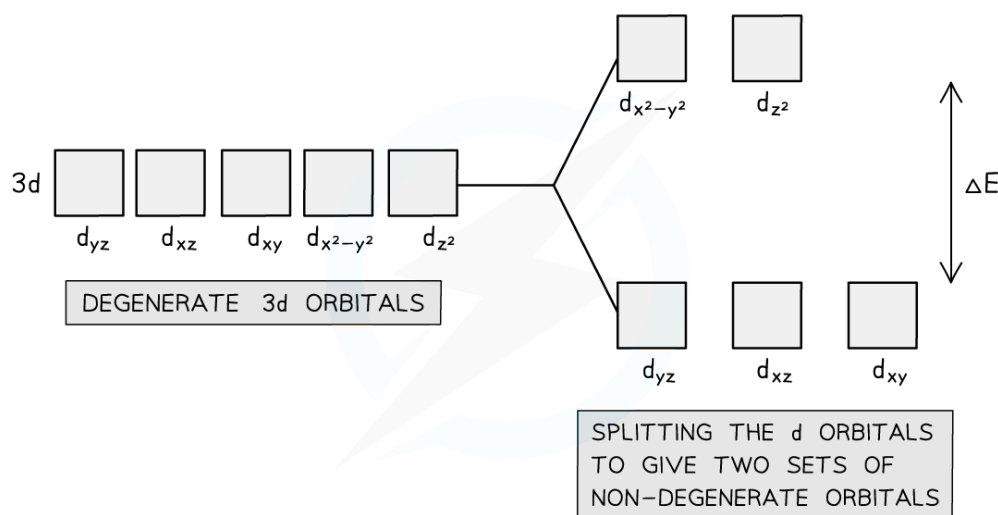 dx²−y²
dz²
3d
ΔE
dyz
dxz
dxy
dx²−y²
dz²
DEGENERATE 3d ORBITALS
dyz
dxz
dxy
SPLITTING THE d ORBITALS
TO GIVE TWO SETS OF
NON-DEGENERATE ORBITALS